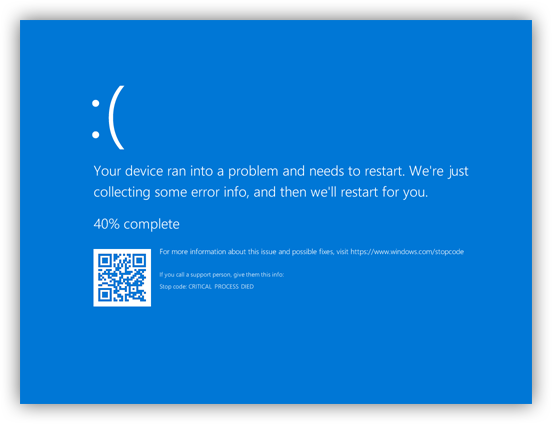 :(
Your device ran into a problem and needs to restart. We're just
collecting some error info, and then we'll restart for you.
40% complete
For more information about this issue and possible fixes, visit https://www.windows.com/stopcode
If you call a support person, give them this info:
Stop code: CRITICAL PROCESS DIED